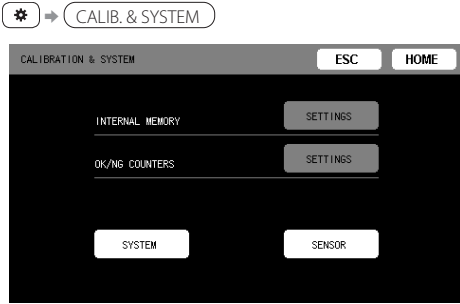 CALIB. & SYSTEM
CALIBRATION & SYSTEM ESC HOME
INTERNAL MEMORY SETTINGS
OK/NG COUNTERS SETTINGS
SYSTEM SENSOR